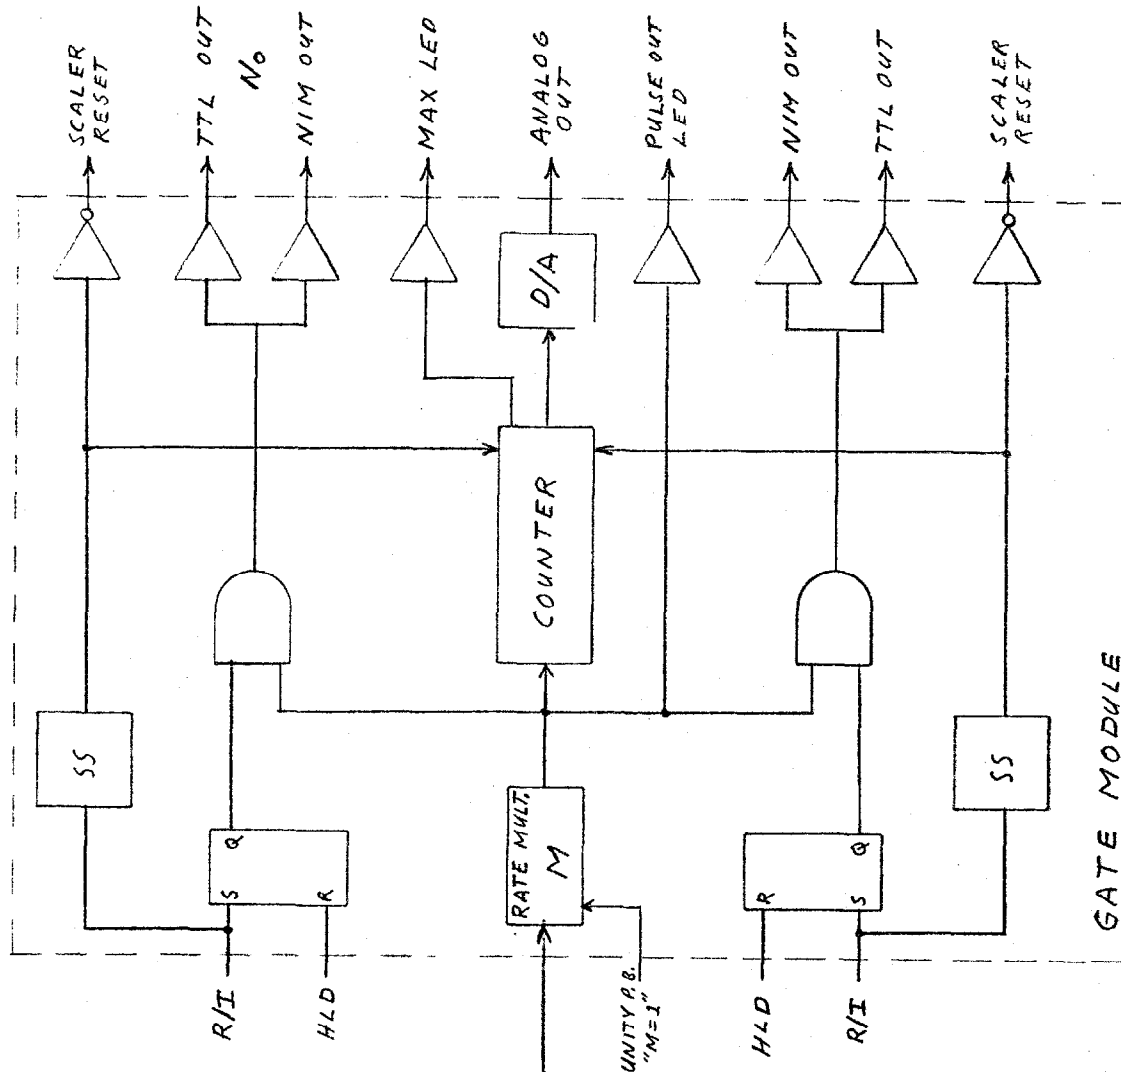 SCALER
RESET
TTL OUT
N₀
NIM OUT
MAX LED
ANALOG
OUT
PULSE OUT
LED
NIM OUT
TTL OUT
SCALER
RESET
D/A
COUNTER
SS
Q
S
R
RATE MULT.
M
R
Q
S
SS
R/I
HLD
UNITY P.B.
"M=1"
HLD
R/I
GATE MODULE